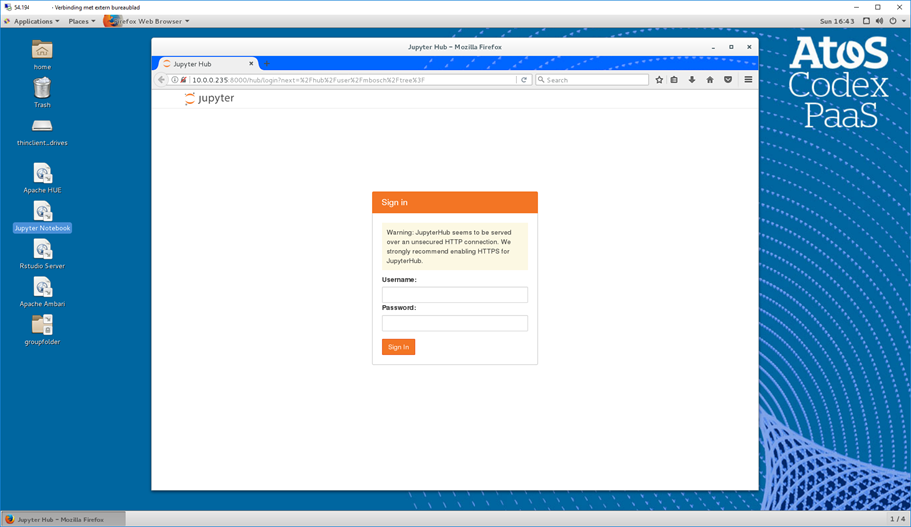 54.194 - Verbinding met extern bureaublad
Applications Places Firefox Web Browser Sun 16:43
home
Trash
thinclient_drives
Apache HUE
Jupyter Notebook
Rstudio Server
Apache Ambari
groupfolder
Jupyter Hub - Mozilla Firefox
Jupyter Hub
10.0.0.235:8000/hub/login?next=%2Fhub%2Fuser%2Fmbosch%2Ftree%3F
Search
jupyter
Sign in
Warning: JupyterHub seems to be served
over an unsecured HTTP connection. We
strongly recommend enabling HTTPS for
JupyterHub.
Username:
Password:
Sign In
Atos
Codex
PaaS
Jupyter Hub - Mozilla Firefox
1 / 4